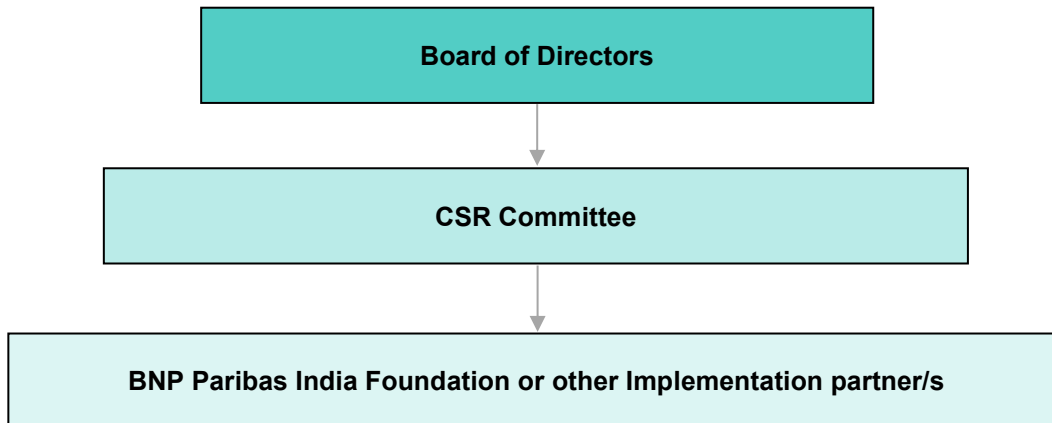 Board of Directors
CSR Committee
BNP Paribas India Foundation or other Implementation partner/s